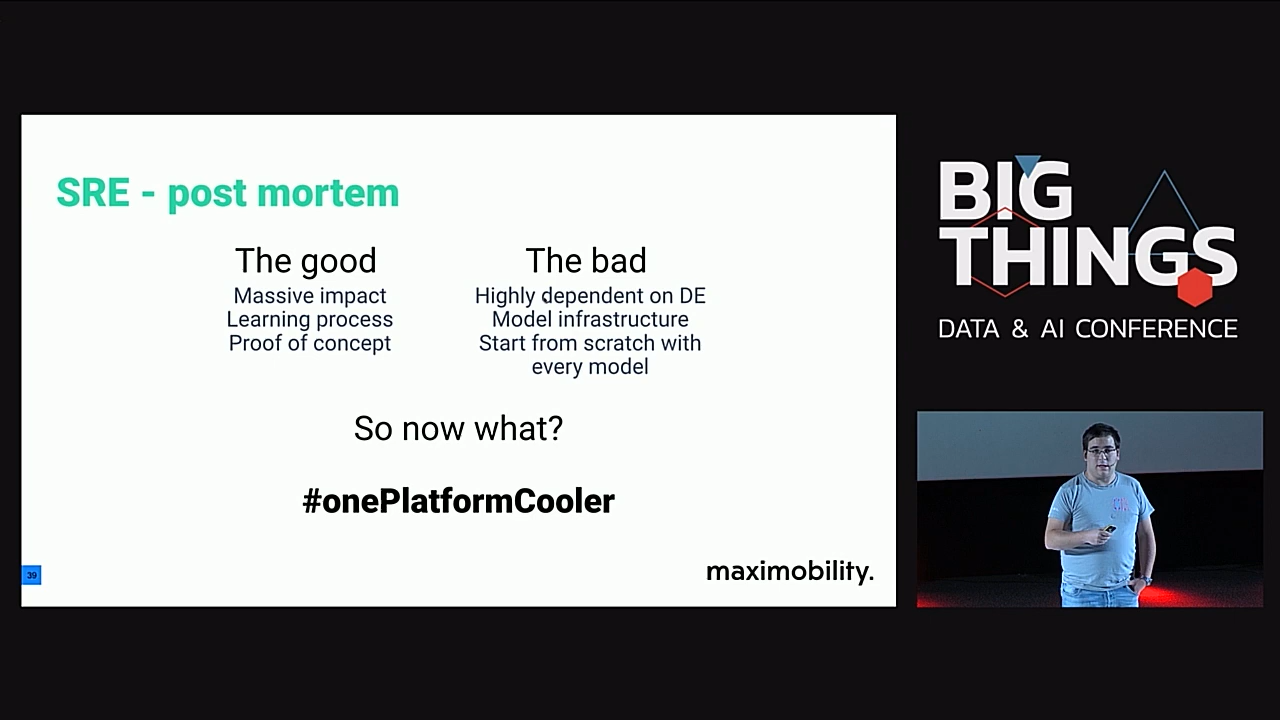 SRE - post mortem
The good
Massive impact
Learning process
Proof of concept
The bad
Highly dependent on DE
Model infrastructure
Start from scratch with
every model
So now what?
#onePlatformCooler
39
maximobility.
BIG
THINGS
DATA & AI CONFERENCE